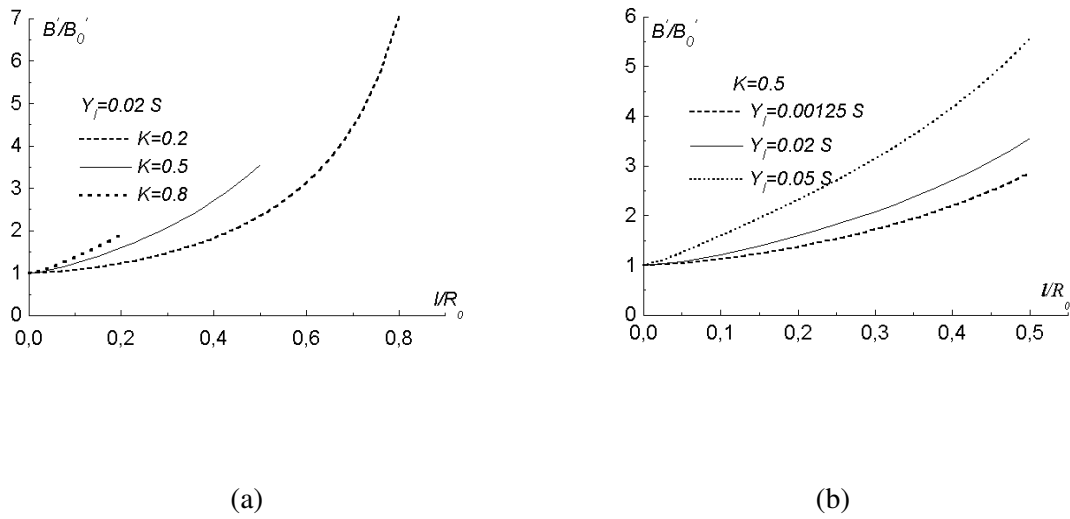 B'/B₀'
7
6
5
4
3
2
1
0
Yₗ=0.02 S
K=0.2
K=0.5
K=0.8
l/R₀
0,0 0,2 0,4 0,6 0,8
(a)
B'/B₀'
6
5
4
3
2
1
0
K=0.5
Yₗ=0.00125 S
Yₗ=0.02 S
Yₗ=0.05 S
l/R₀
0,0 0,1 0,2 0,3 0,4 0,5
(b)